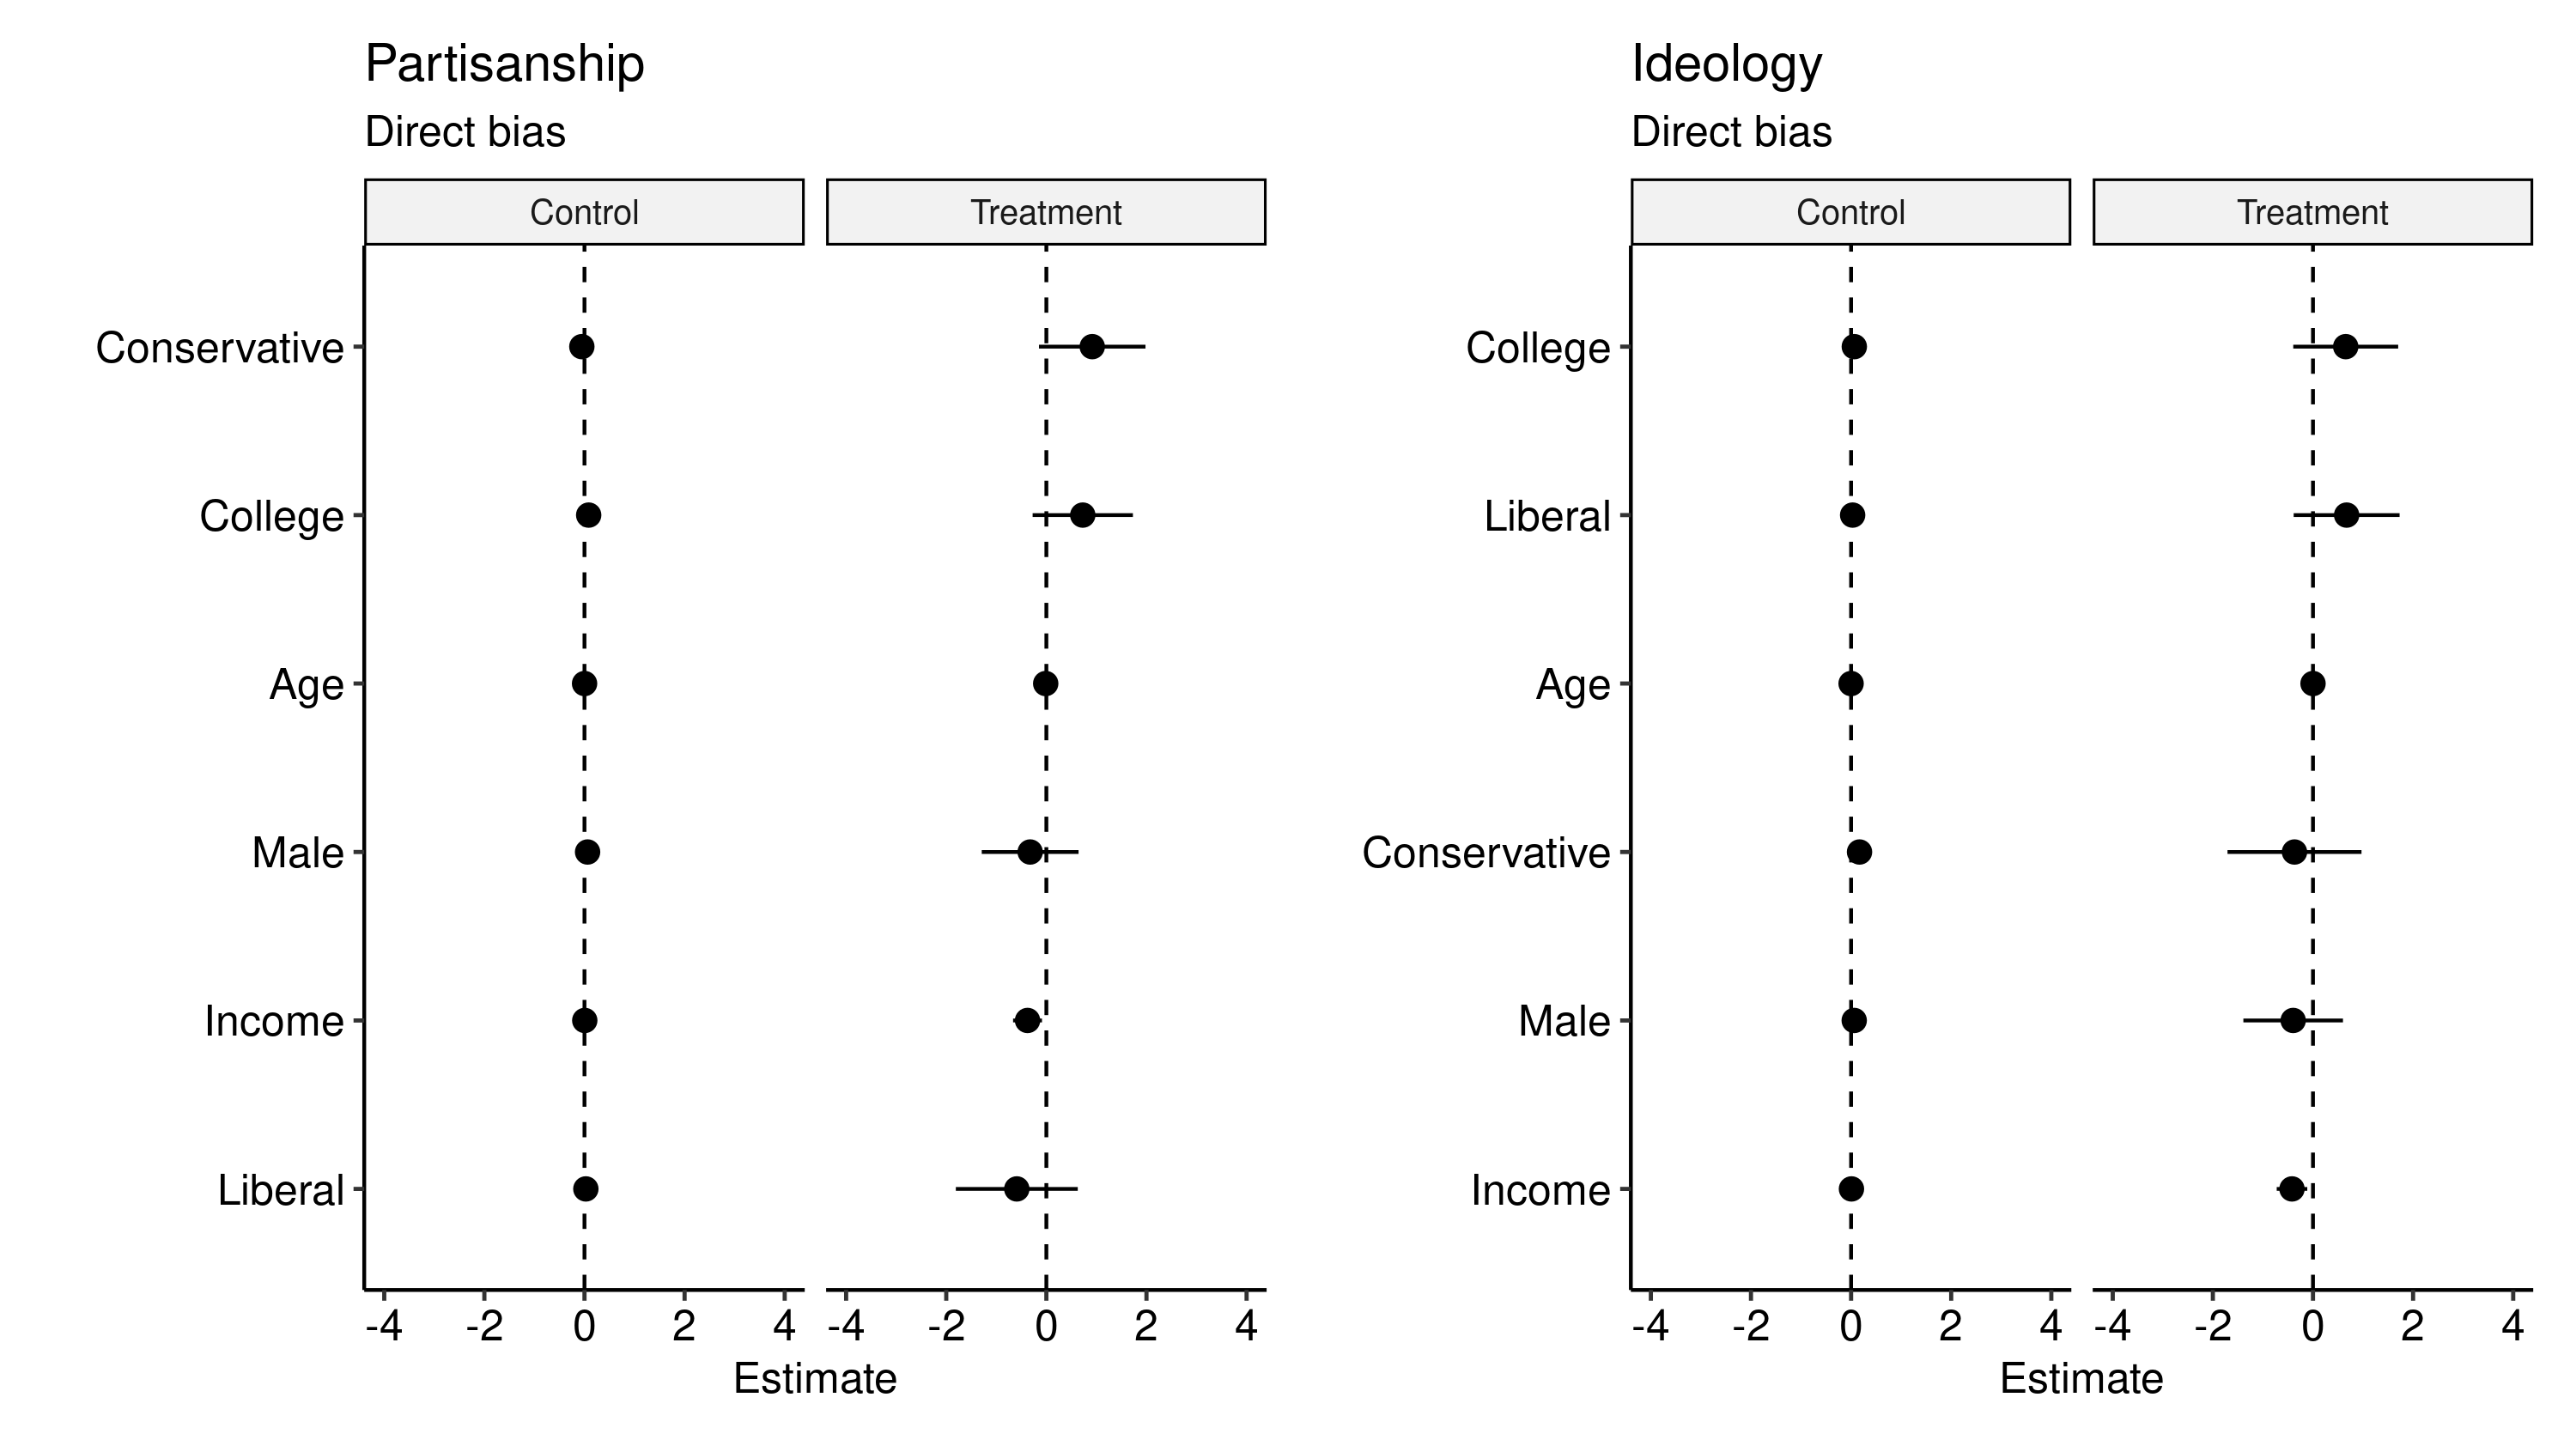 Partisanship
Direct bias
Control
Treatment
Conservative
College
Age
Male
Income
Liberal
-4 -2 0 2 4
-4 -2 0 2 4
Estimate
Ideology
Direct bias
Control
Treatment
College
Liberal
Age
Conservative
Male
Income
-4 -2 0 2 4
-4 -2 0 2 4
Estimate